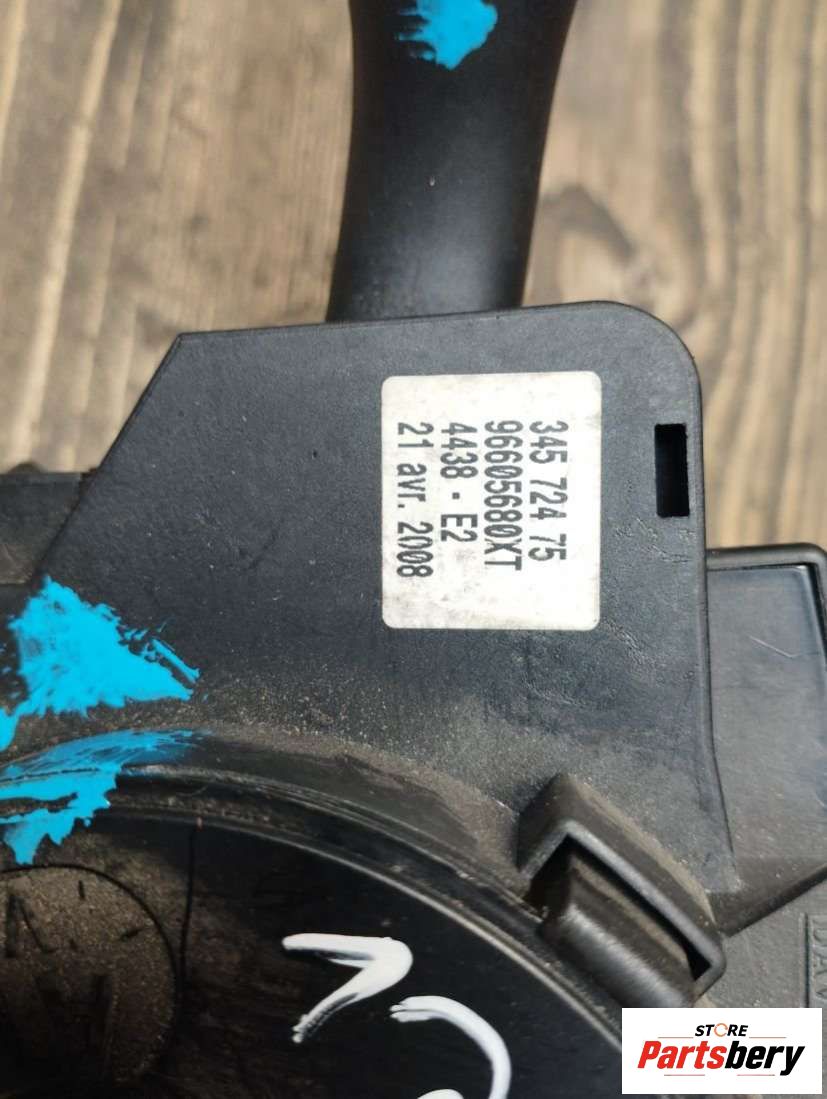 345 724 75
96605680XT
4438 - E2
21 avr. 2008
STORE
Partsbery